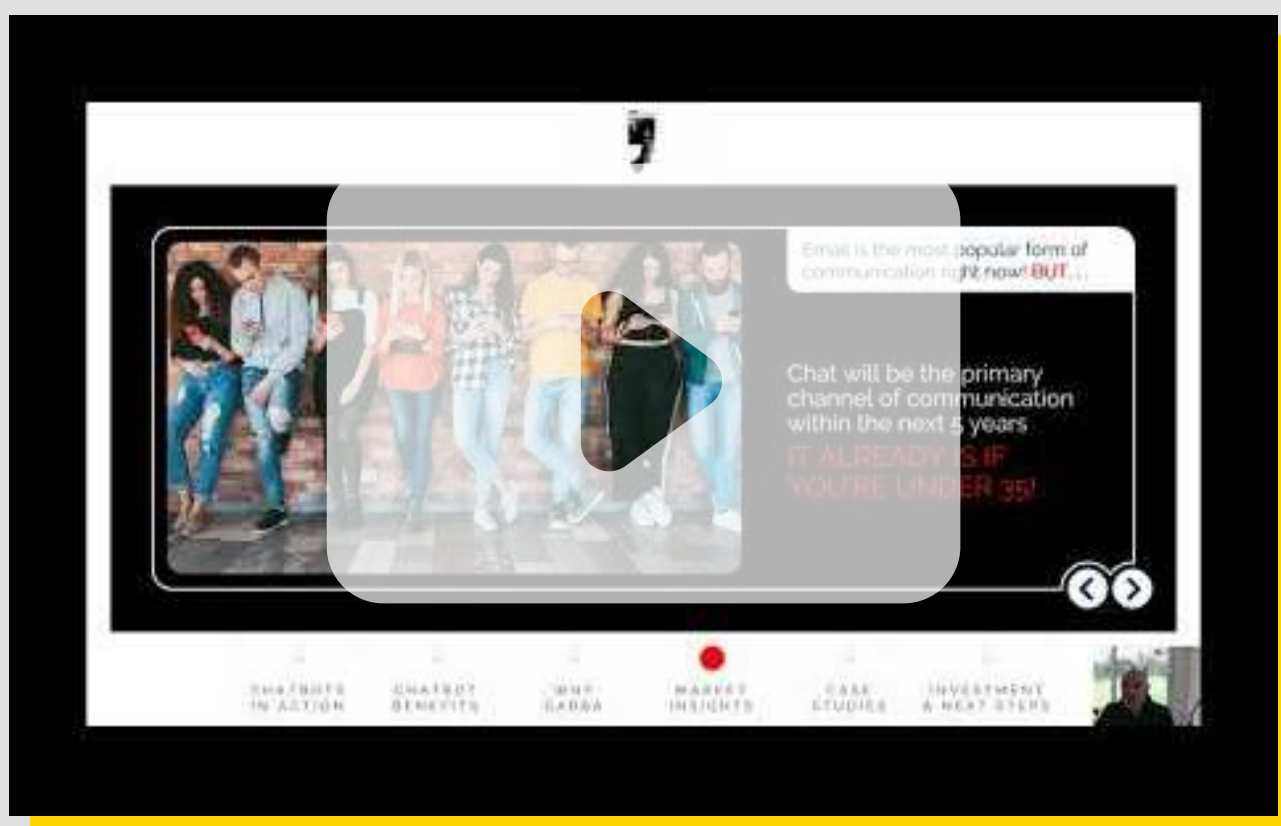 Email is the most popular form of
communication right now! BUT...
Chat will be the primary
channel of communication
within the next 5 years
IT ALREADY IS IF
YOU'RE UNDER 35!
CHATBOTS
IN ACTION
CHATBOT
BENEFITS
WHY
GABBA
MARKET
INSIGHTS
CASE
STUDIES
INVESTMENT
& NEXT STEPS